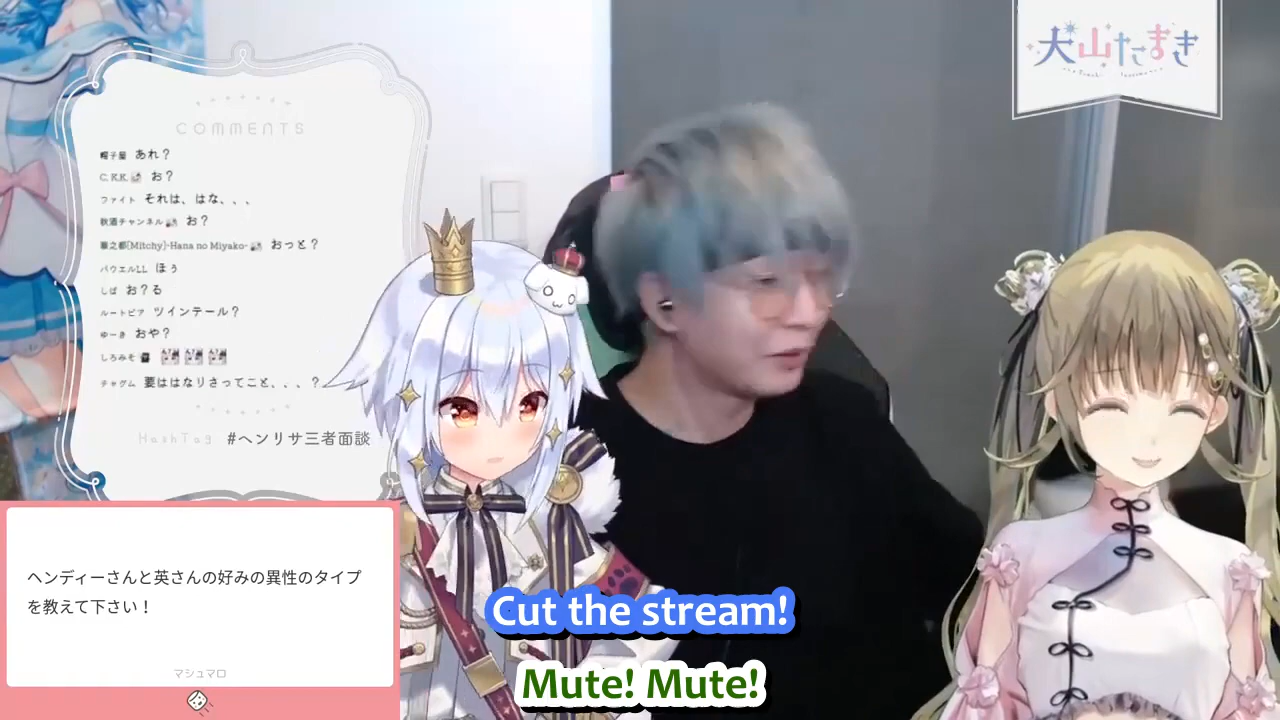 COMMENTS
帽子屋 あれ?
C.K.K. お?
ファイト それは、はな、、、
秋酒チャンネル お?
華之都[Mitchy]-Hana no Miyako- おっと?
パウエルLL ほぅ
しば お?る
ルートピア ツインテール?
ゆーき おや?
しろみそ
チャグム 要ははなりさってこと、、、?
HashTag #ヘンリサ三者面談
犬山たまき
ヘンディーさんと英さんの好みの異性のタイプ
を教えて下さい!
マシュマロ
Cut the stream!
Mute! Mute!